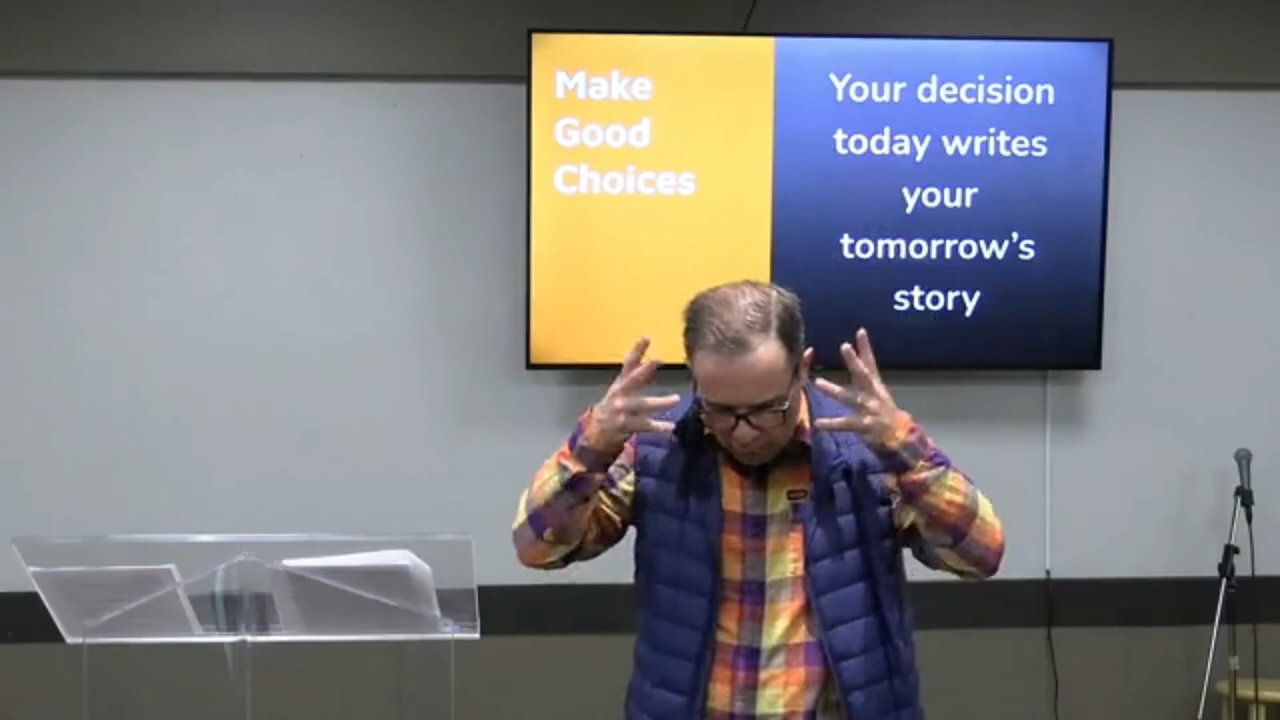 Make
Good
Choices
Your decision
today writes
your
tomorrow's
story